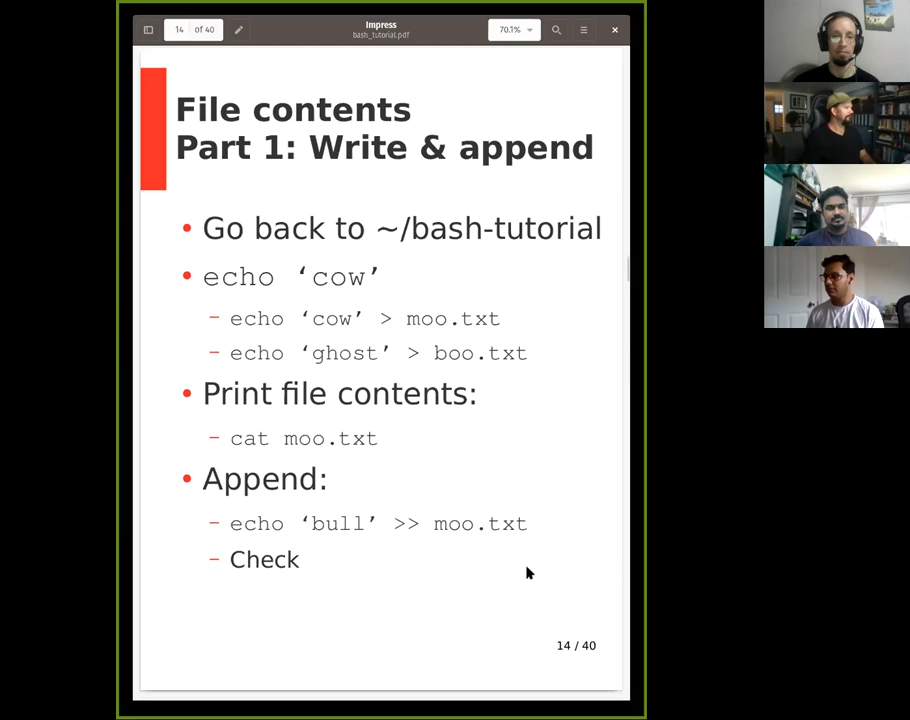 Impress
bash_tutorial.pdf
14 of 40
70.1%
File contents
Part 1: Write & append
• Go back to ~/bash-tutorial
• echo ‘cow’
– echo ‘cow’ > moo.txt
– echo ‘ghost’ > boo.txt
• Print file contents:
– cat moo.txt
• Append:
– echo ‘bull’ >> moo.txt
– Check
14 / 40